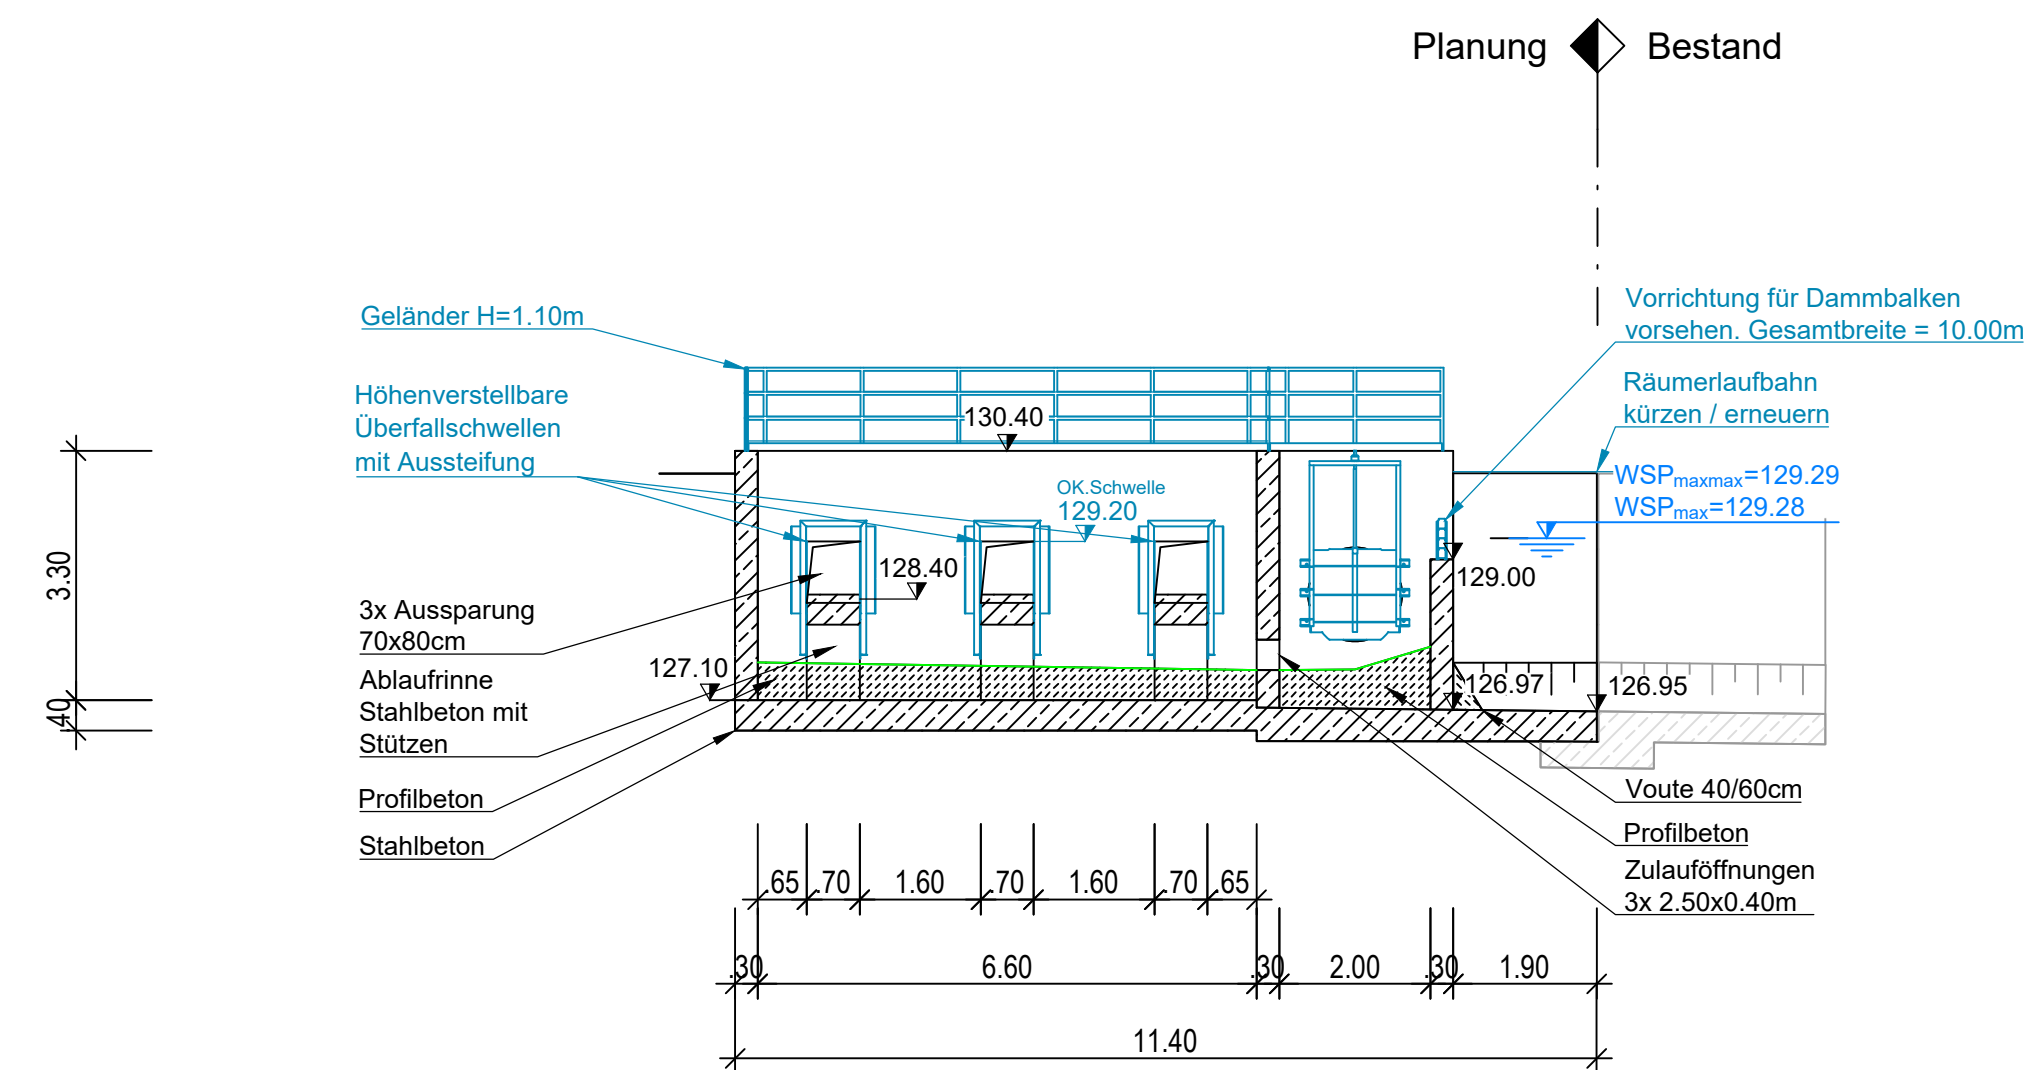 Planung
Bestand
Vorrichtung für Dammbalken
vorsehen. Gesamtbreite = 10.00m
Geländer H=1.10m
Räumerlaufbahn
kürzen / erneuern
Höhenverstellbare
Überfallschwellen
mit Aussteifung
130.40
WSPmaxmax=129.29
WSPmax=129.28
OK.Schwelle
129.20
128.40
129.00
3.30
3x Aussparung
70x80cm
127.10
126.97
126.95
Ablaufrinne
Stahlbeton mit
Stützen
.40
Profilbeton
Stahlbeton
Voute 40/60cm
Profilbeton
Zulauföffnungen
3x 2.50x0.40m
.65 .70 1.60 .70 1.60 .70 .65
.30 6.60 .30 2.00 .30 1.90
11.40